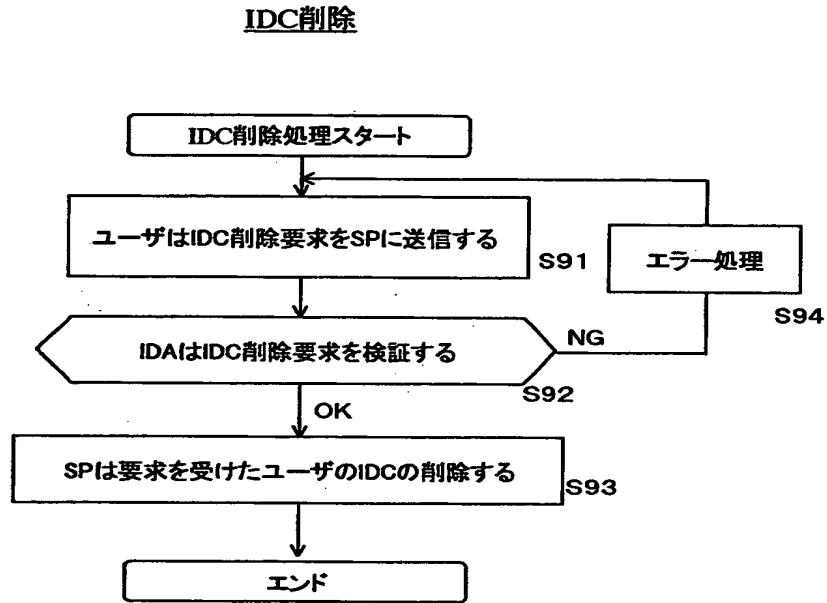 IDC削除
IDC削除処理スタート
ユーザはIDC削除要求をSPに送信する
S91
エラー処理
S94
IDAはIDC削除要求を検証する
NG
S92
OK
SPは要求を受けたユーザのIDCの削除する
S93
エンド